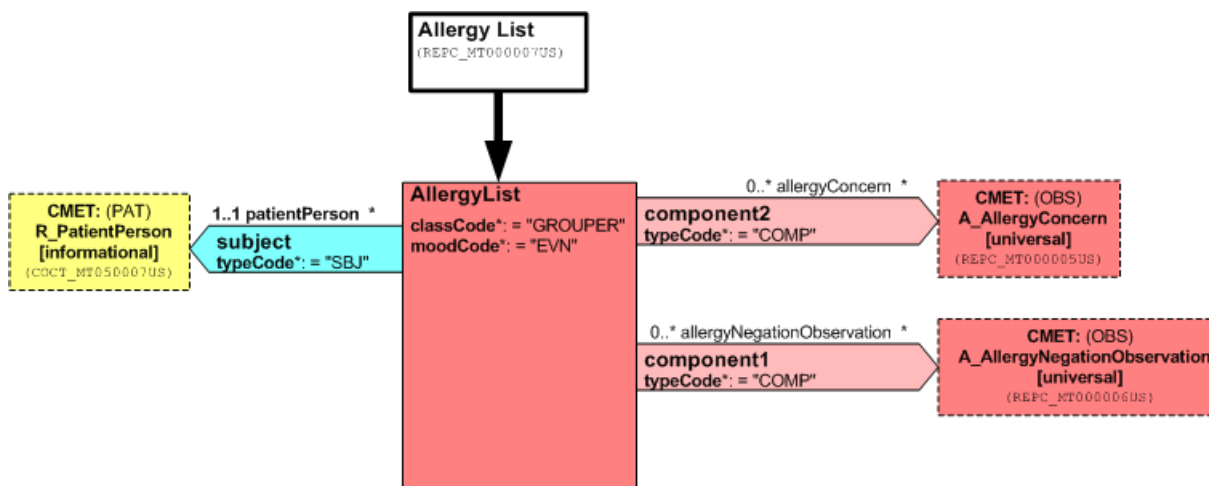 Allergy List
(REPC_MT000007US)
CMET: (PAT)
R_PatientPerson
[informational]
(COCT_MT050007US)
1..1 patientPerson *
subject
typeCode*: = "SBJ"
AllergyList
classCode*: = "GROUPER"
moodCode*: = "EVN"
0..* allergyConcern *
component2
typeCode*: = "COMP"
CMET: (OBS)
A_AllergyConcern
[universal]
(REPC_MT000005US)
0..* allergyNegationObservation *
component1
typeCode*: = "COMP"
CMET: (OBS)
A_AllergyNegationObservation
[universal]
(REPC_MT000006US)